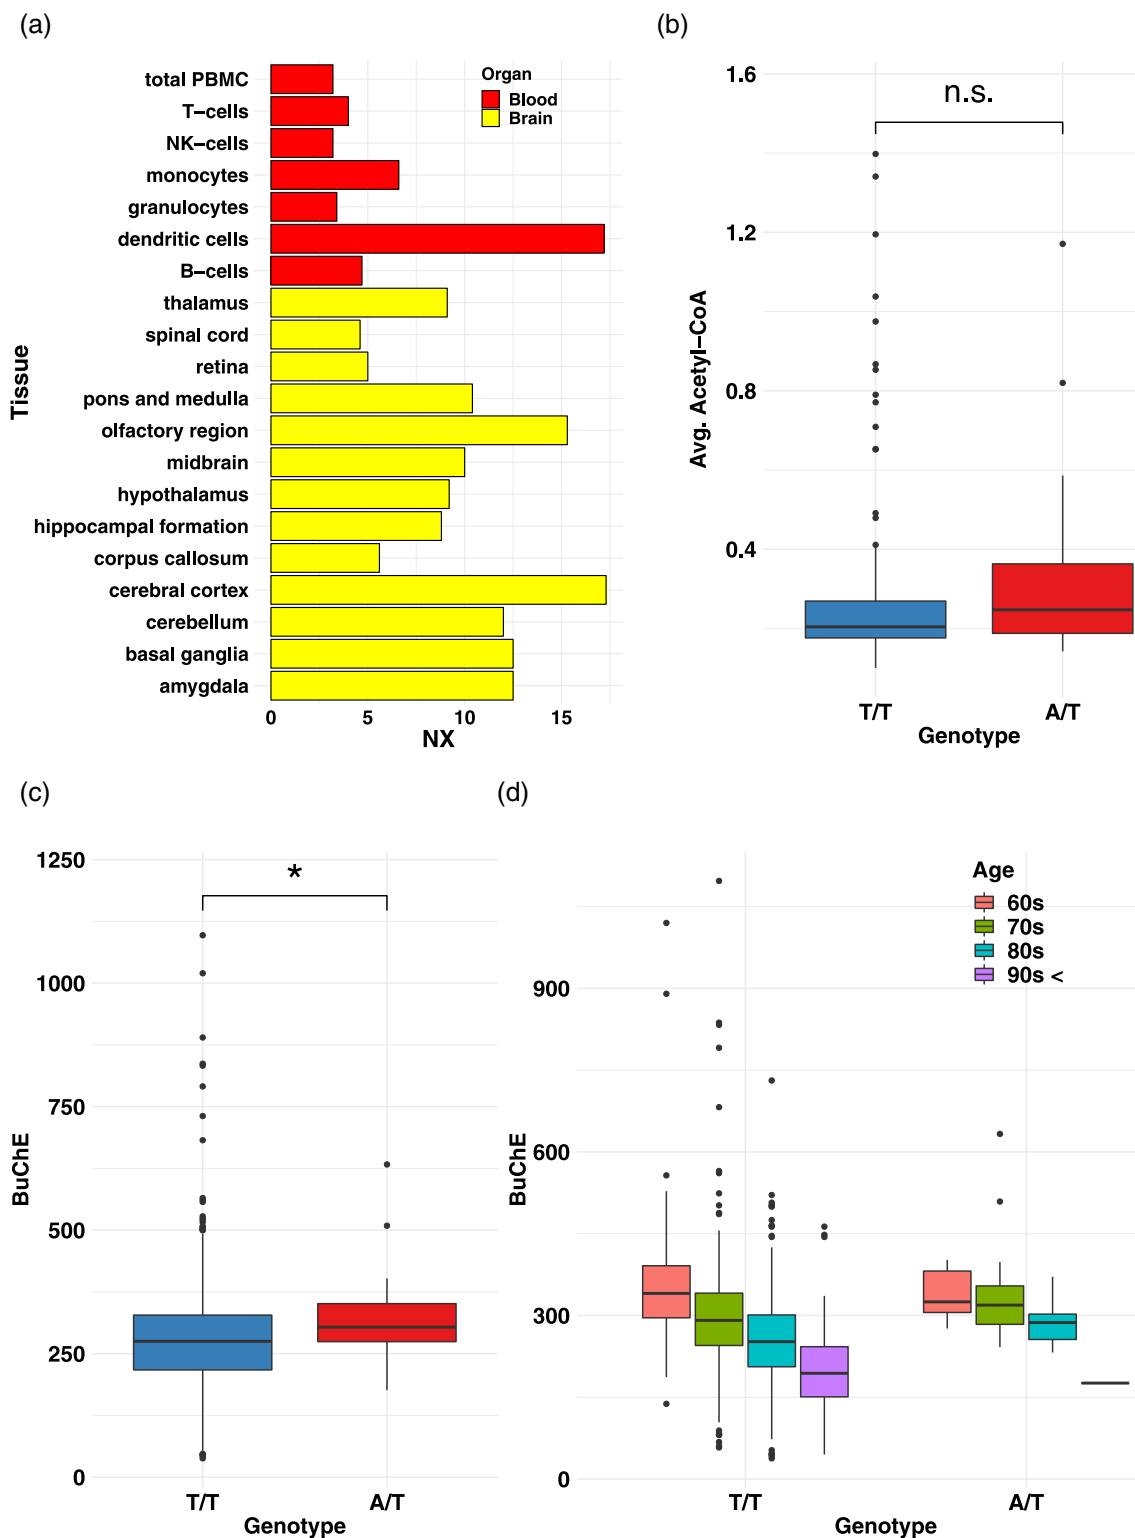 (a)
Organ
Blood
Brain
total PBMC
T–cells
NK–cells
monocytes
granulocytes
dendritic cells
B–cells
thalamus
spinal cord
retina
pons and medulla
olfactory region
midbrain
hypothalamus
hippocampal formation
corpus callosum
cerebral cortex
cerebellum
basal ganglia
amygdala
Tissue
0 5 10 15
NX
(b)
n.s.
1.6
1.2
0.8
0.4
Avg. Acetyl–CoA
T/T A/T
Genotype
(c)
*
1250
1000
750
500
250
0
BuChE
T/T A/T
Genotype
(d)
Age
60s
70s
80s
90s <
900
600
300
0
BuChE
T/T A/T
Genotype